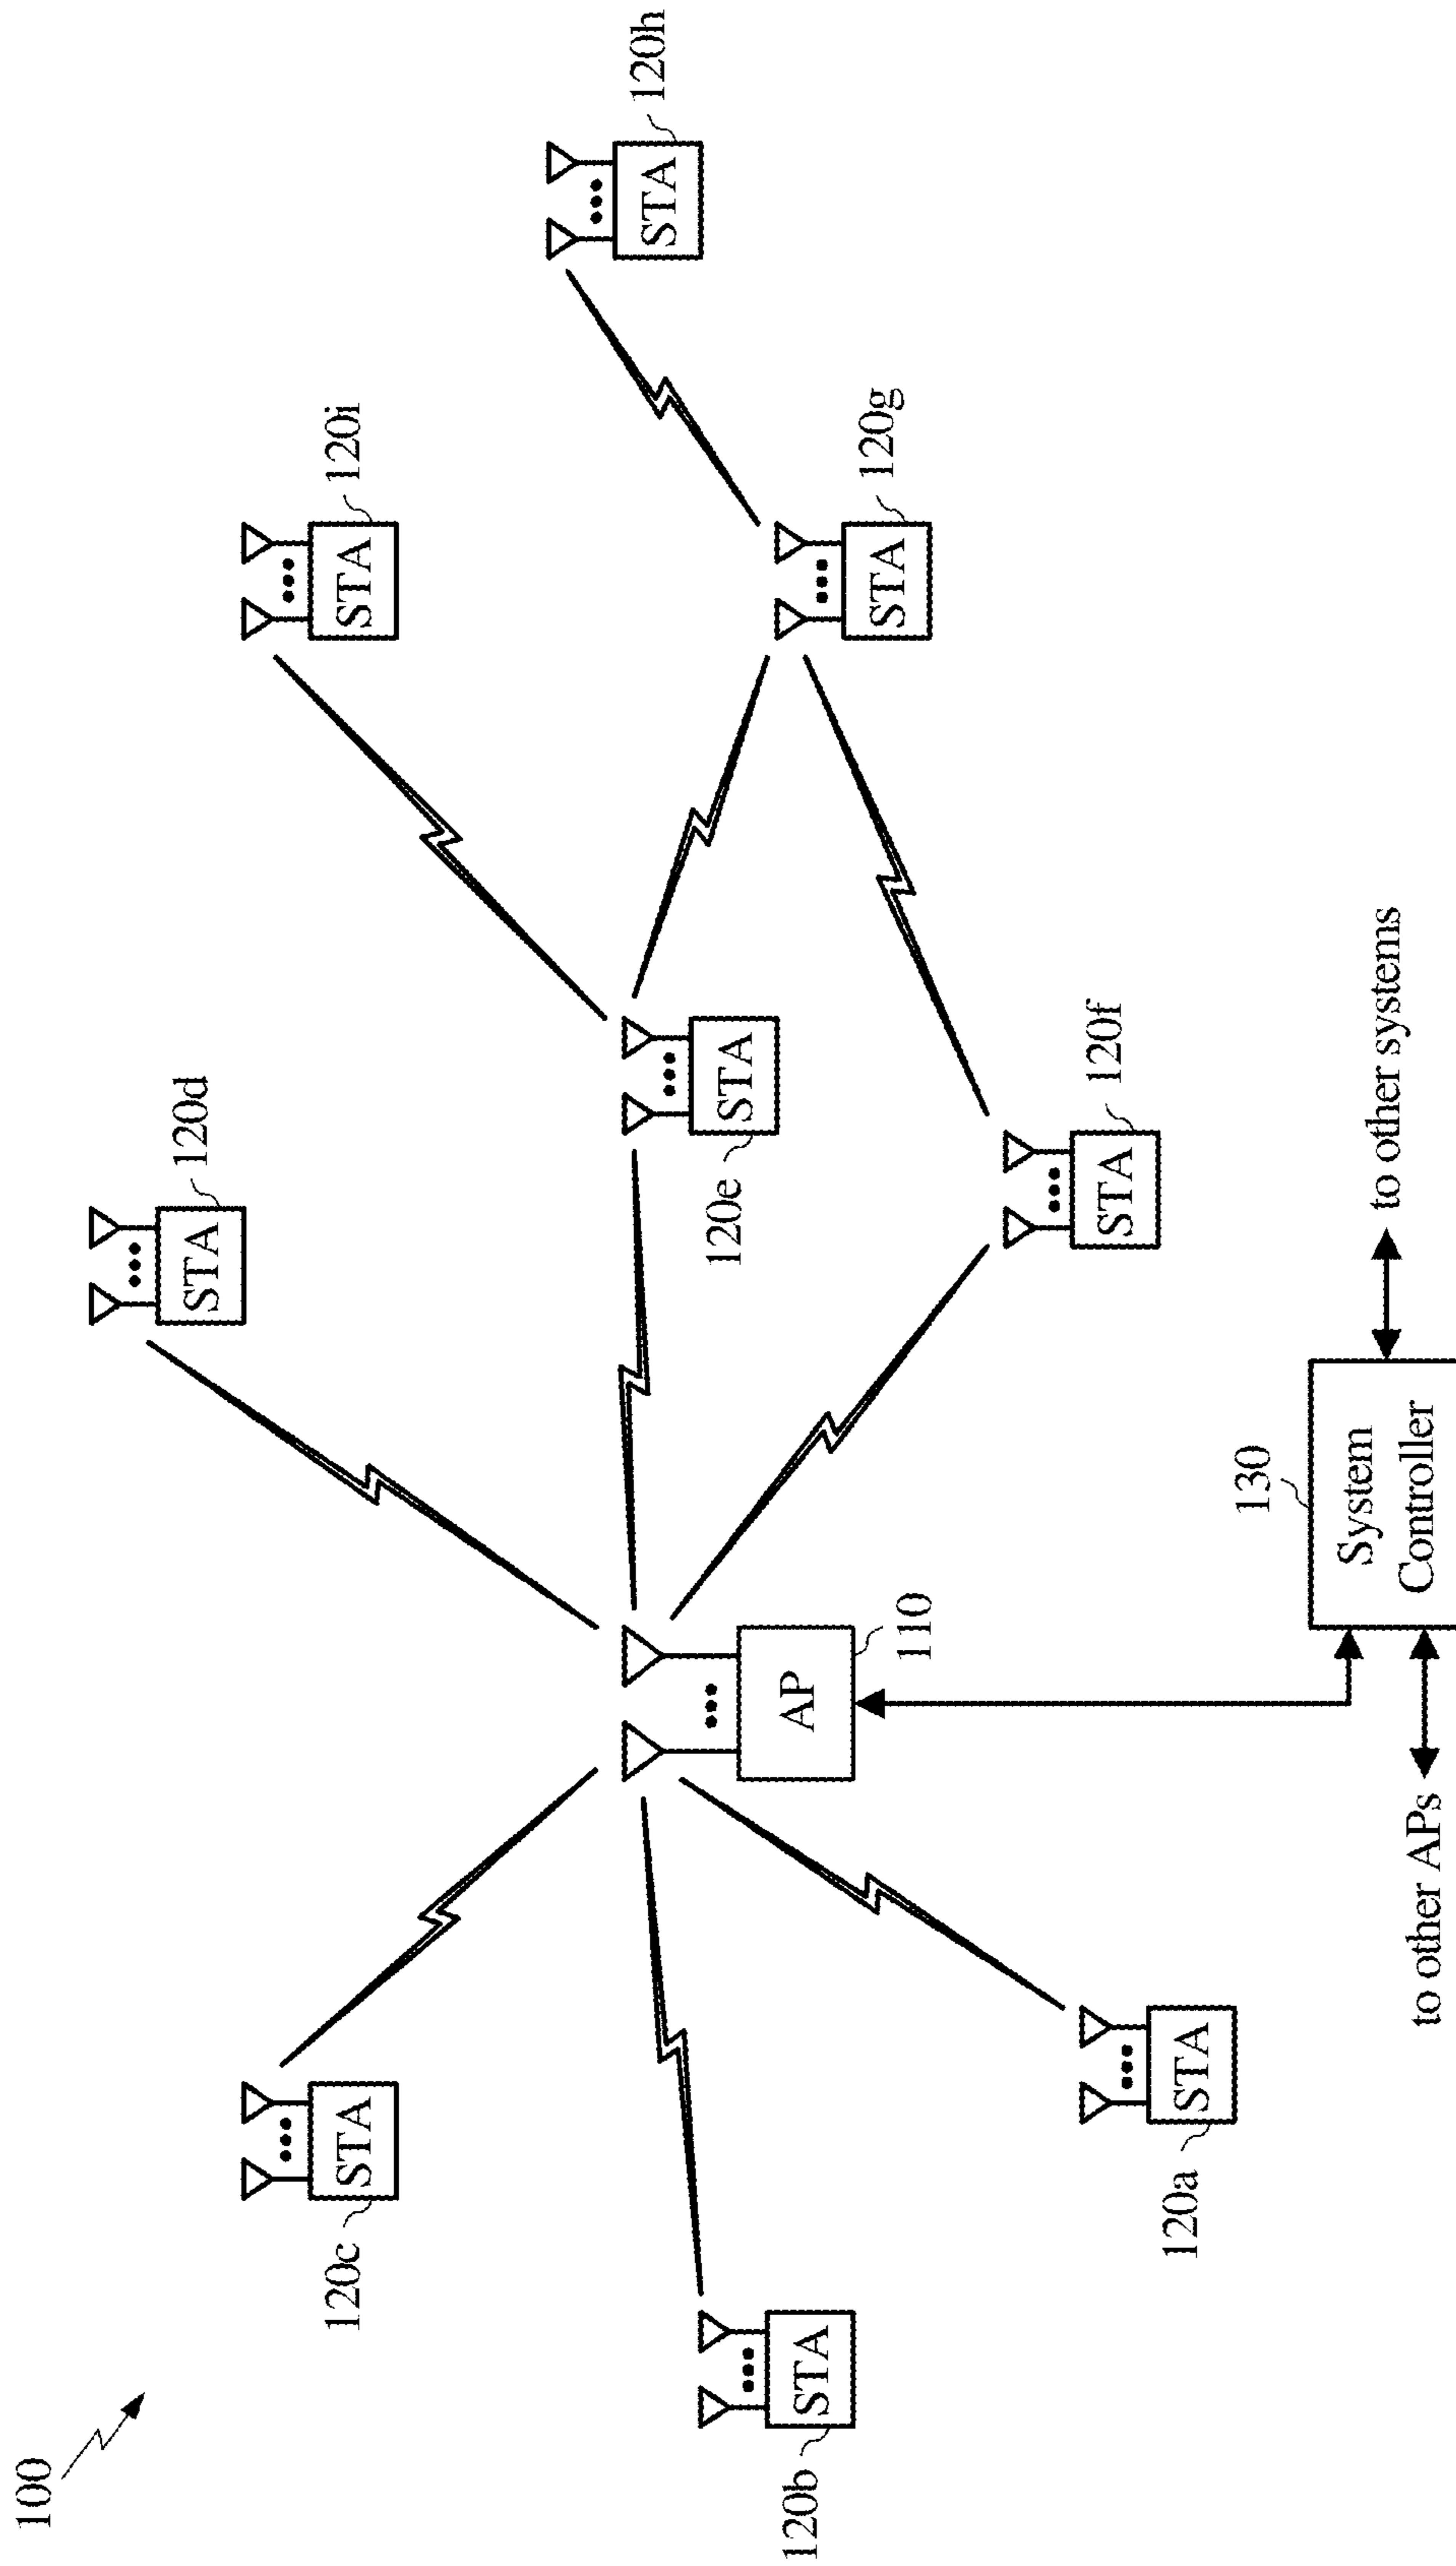 100
120d
STA
120i
STA
120c
STA
120h
STA
120e
STA
AP
110
120b
STA
120g
STA
120f
STA
120a
STA
130
System
Controller
to other systems
to other APs